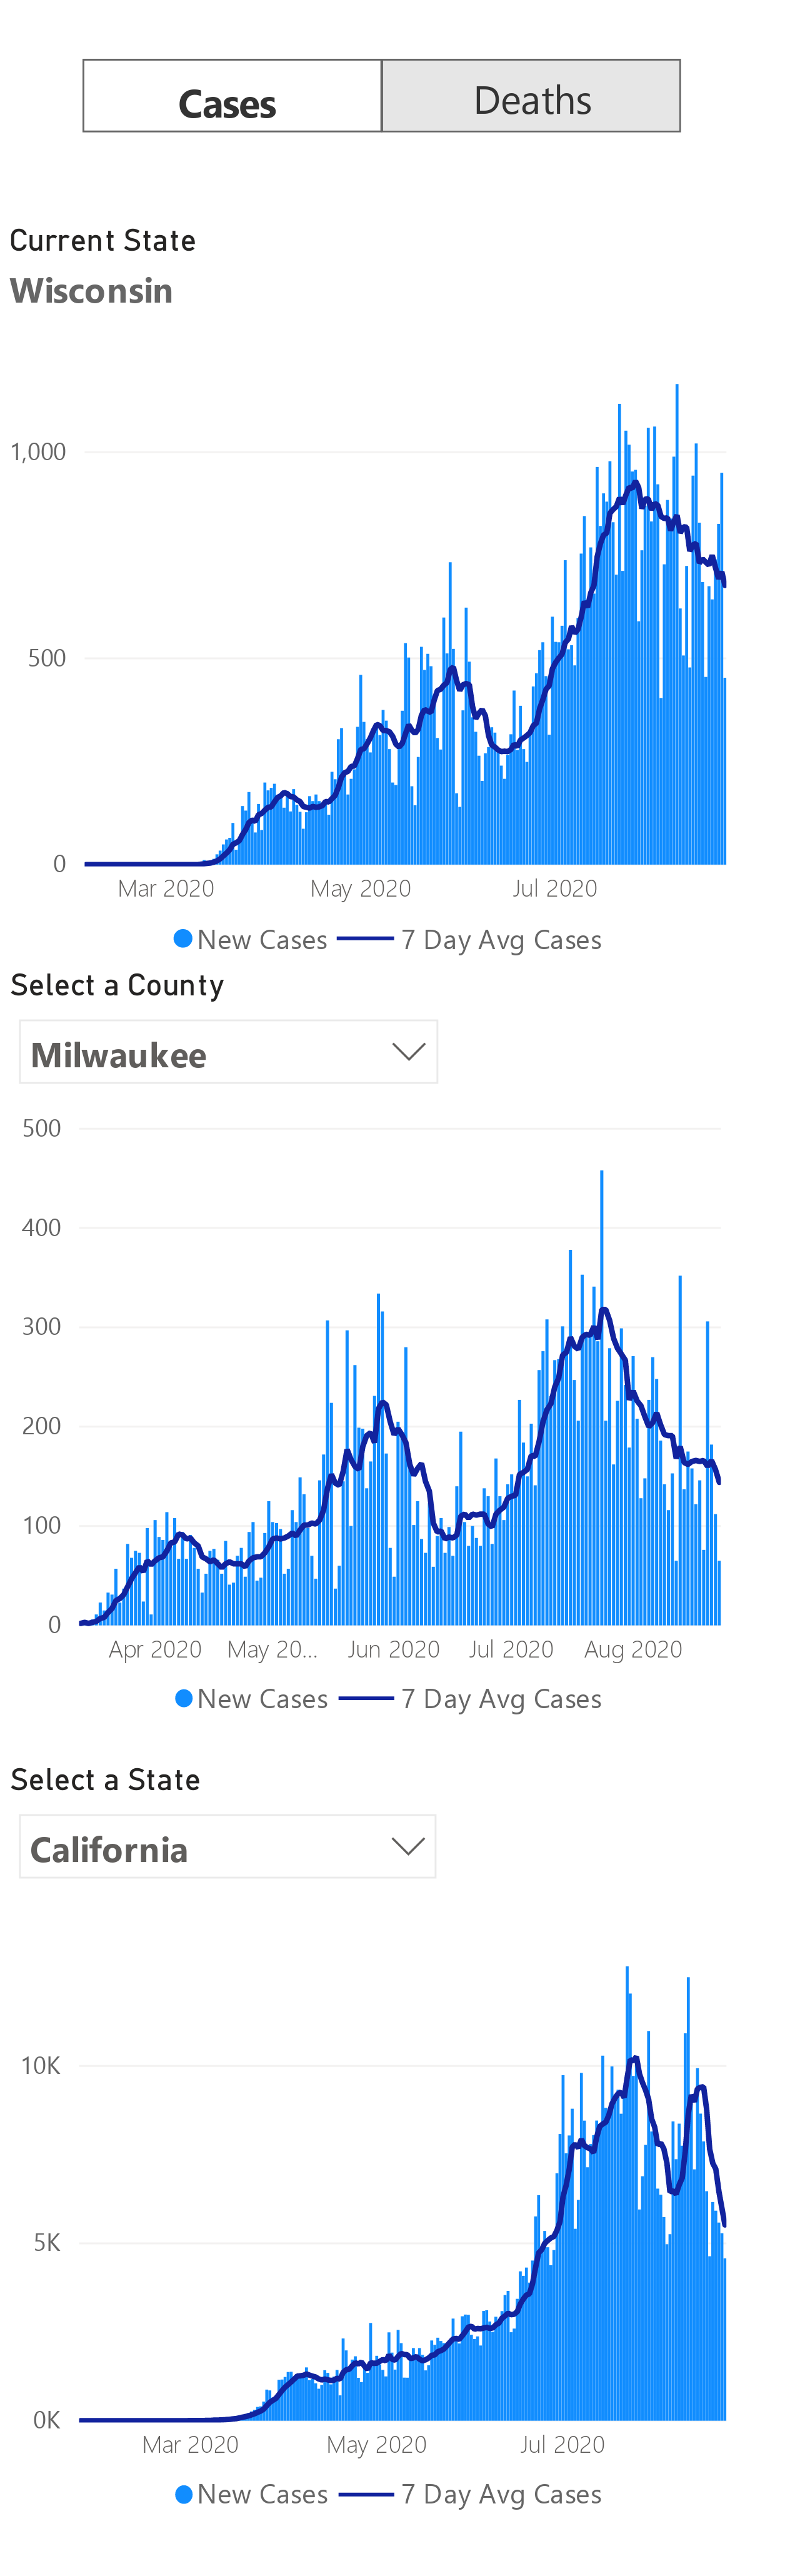 Cases Deaths
Current State
Wisconsin
1,000
500
0
Mar 2020 May 2020 Jul 2020
New Cases 7 Day Avg Cases
Select a County
Milwaukee
500
400
300
200
100
0
Apr 2020 May 20... Jun 2020 Jul 2020 Aug 2020
New Cases 7 Day Avg Cases
Select a State
California
10K
5K
0K
Mar 2020 May 2020 Jul 2020
New Cases 7 Day Avg Cases